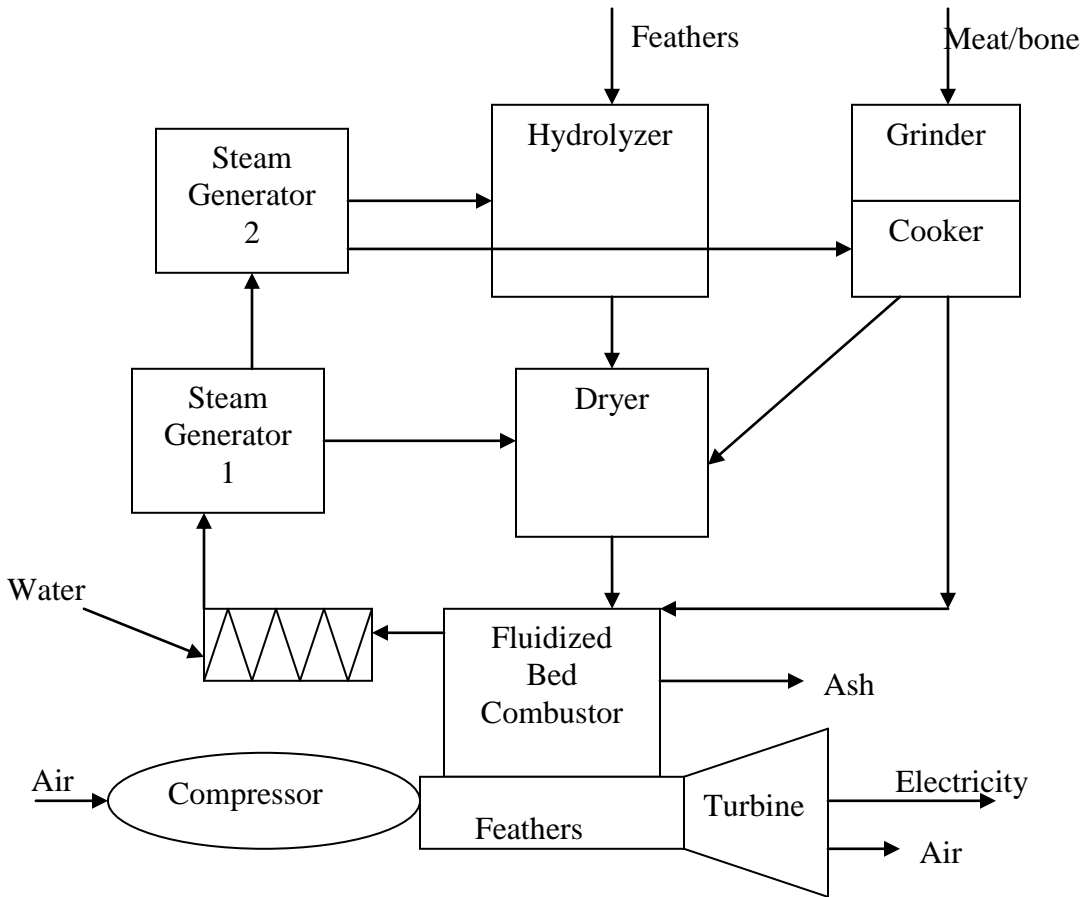 Feathers
Meat/bone
Steam
Generator
2
Hydrolyzer
Grinder
Cooker
Steam
Generator
1
Dryer
Water
Fluidized
Bed
Combustor
Ash
Air
Compressor
Feathers
Turbine
Electricity
Air